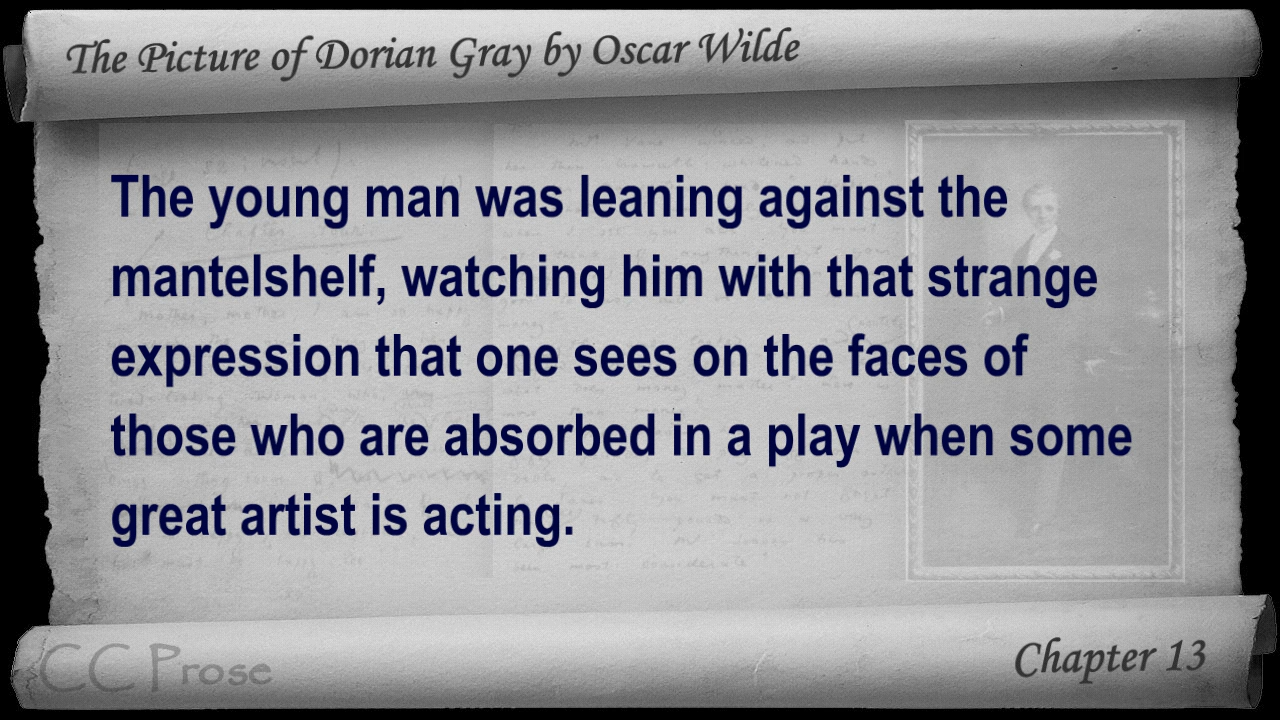 The Picture of Dorian Gray by Oscar Wilde
The young man was leaning against the
mantelshelf, watching him with that strange
expression that one sees on the faces of
those who are absorbed in a play when some
great artist is acting.
CC Prose
Chapter 13